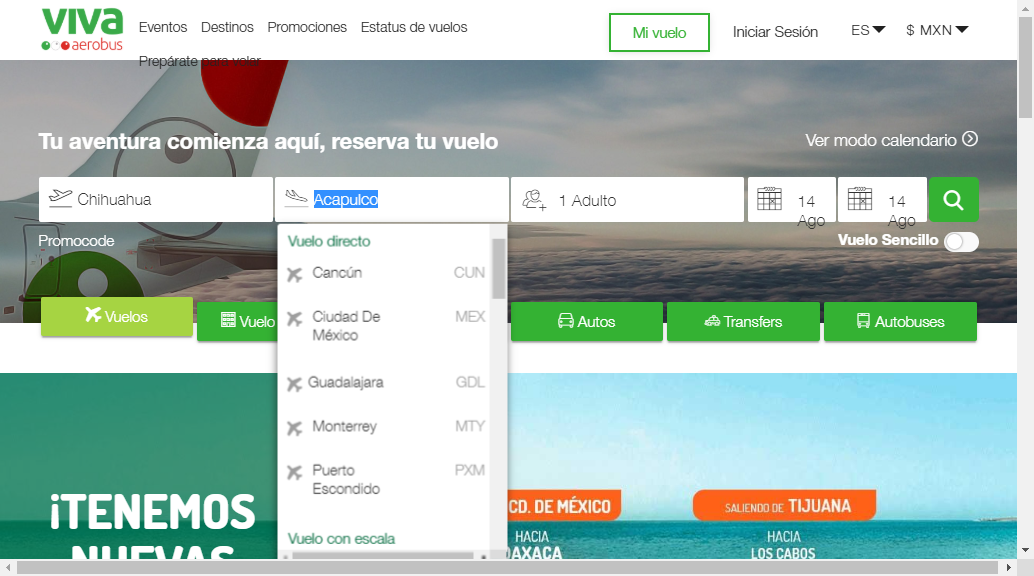 viva
aerobus
Eventos Destinos Promociones Estatus de vuelos
Prepárate para volar
Mi vuelo
Iniciar Sesión
ES
$ MXN
Tu aventura comienza aquí, reserva tu vuelo
Ver modo calendario
Chihuahua
Acapulco
1 Adulto
14
Ago
14
Ago
Promocode
Vuelo Sencillo
Vuelo directo
Cancún CUN
Ciudad De
México
MEX
Guadalajara GDL
Monterrey MTY
Puerto
Escondido
PXM
Vuelo con escala
Vuelos
Vuelo
Autos
Transfers
Autobuses
¡TENEMOS
NUEVAS
CD. DE MÉXICO
HACIA
OAXACA
SALIENDO DE TIJUANA
HACIA
LOS CABOS